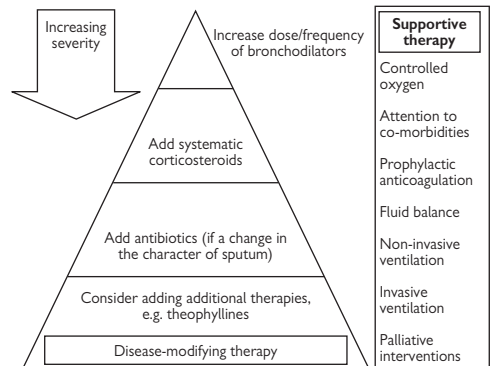 Increasing
severity
Increase dose/frequency
of bronchodilators
Add systematic
corticosteroids
Add antibiotics (if a change in
the character of sputum)
Consider adding additional therapies,
e.g. theophyllines
Disease-modifying therapy
Supportive
therapy
Controlled
oxygen
Attention to
co-morbidities
Prophylactic
anticoagulation
Fluid balance
Non-invasive
ventilation
Invasive
ventilation
Palliative
interventions